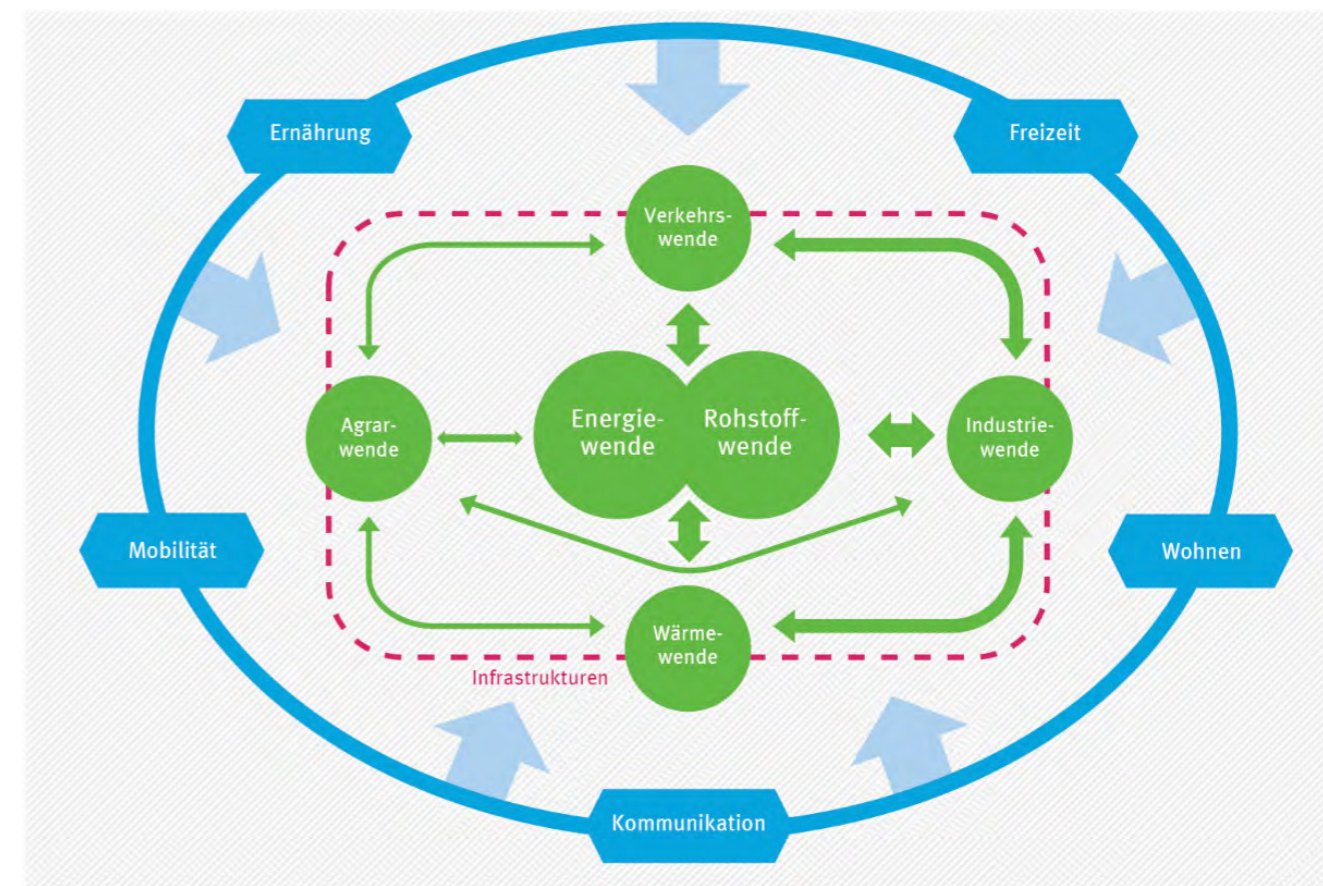 Ernährung
Freizeit
Verkehrs-
wende
Energie-
wende
Rohstoff-
wende
Agrar-
wende
Industrie-
wende
Mobilität
Wohnen
Wärme-
wende
Infrastrukturen
Kommunikation